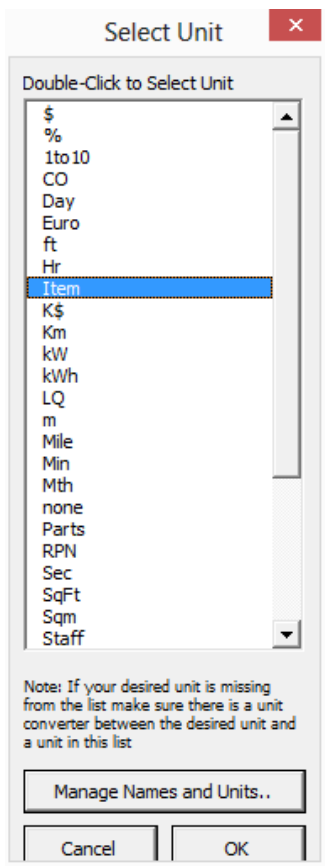 Select Unit
Double-Click to Select Unit
$
%
1to10
CO
Day
Euro
ft
Hr
Item
K$
Km
kW
kWh
LQ
m
Mile
Min
Mth
none
Parts
RPN
Sec
SqFt
Sqm
Staff
Note: If your desired unit is missing
from the list make sure there is a unit
converter between the desired unit and
a unit in this list
Manage Names and Units..
Cancel OK